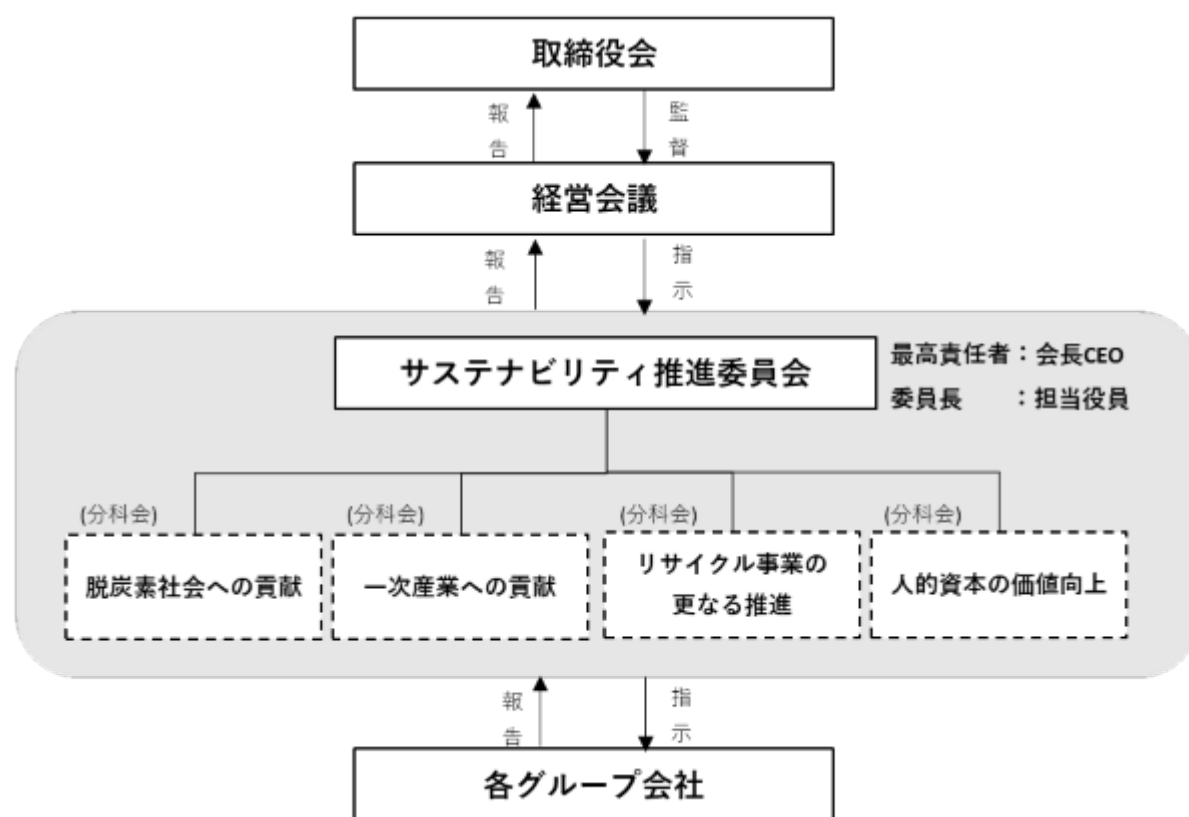 取締役会
報告
監督
経営会議
報告
指示
サステナビリティ推進委員会
最高責任者：会長CEO
委員長　　：担当役員
(分科会)
(分科会)
(分科会)
(分科会)
脱炭素社会への貢献
一次産業への貢献
リサイクル事業の
更なる推進
人的資本の価値向上
報告
指示
各グループ会社